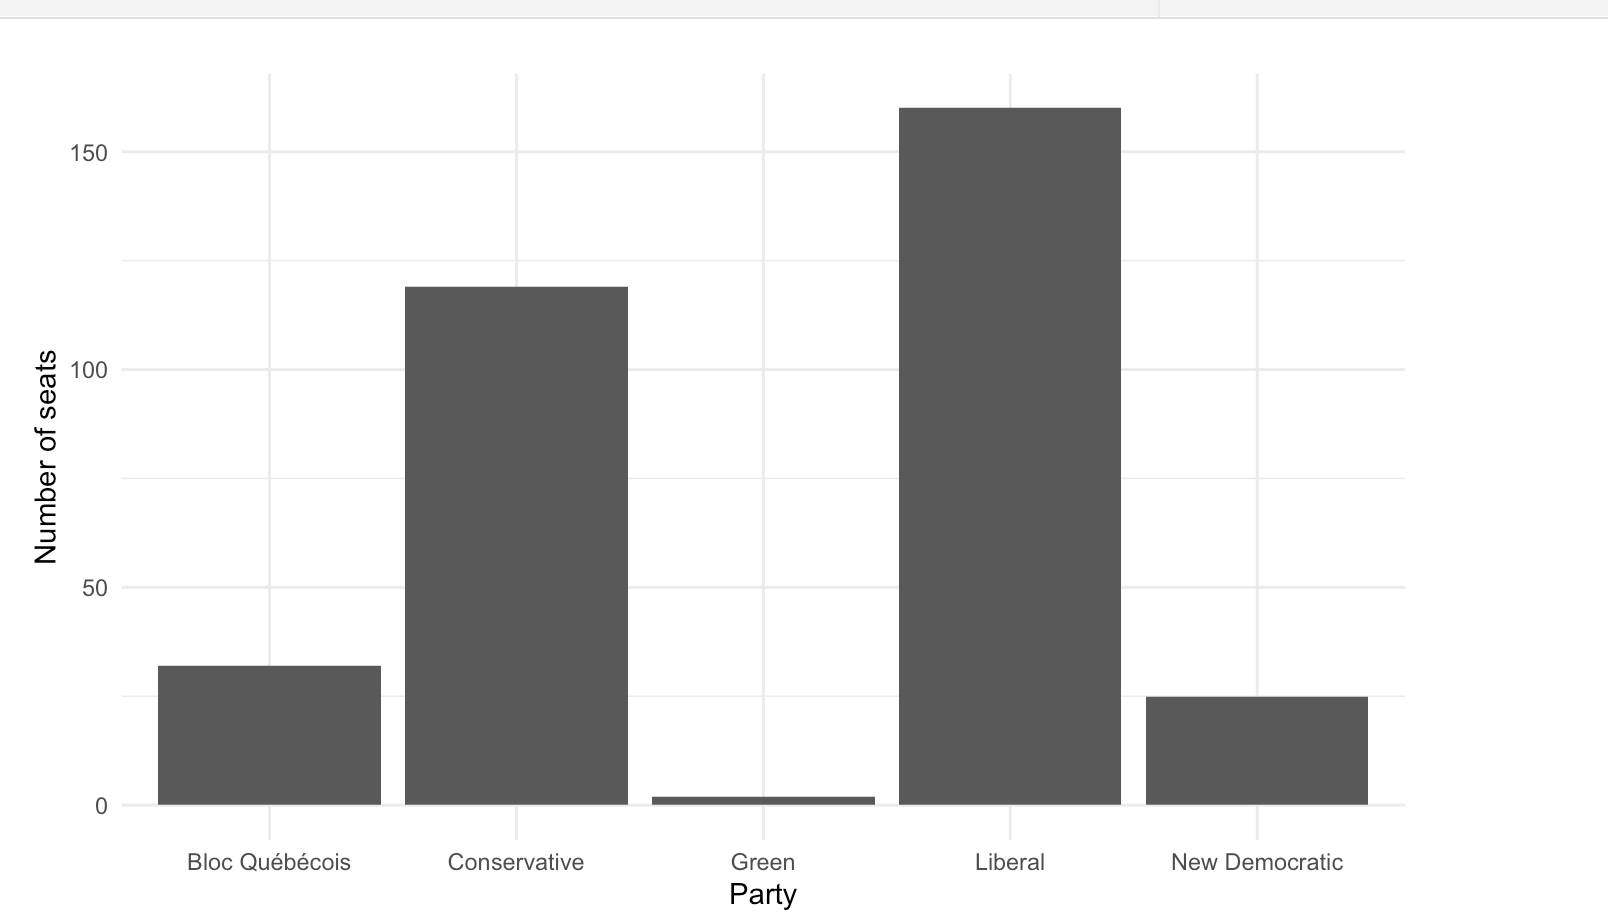 Number of seats
150
100
50
0
Bloc Québécois
Conservative
Green
Liberal
New Democratic
Party